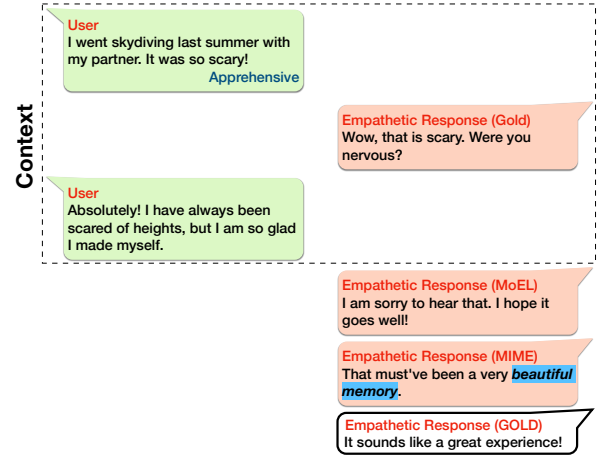 Context
User
I went skydiving last summer with
my partner. It was so scary!
Apprehensive
Empathetic Response (Gold)
Wow, that is scary. Were you
nervous?
User
Absolutely! I have always been
scared of heights, but I am so glad
I made myself.
Empathetic Response (MoEL)
I am sorry to hear that. I hope it
goes well!
Empathetic Response (MIME)
That must've been a very beautiful
memory.
Empathetic Response (GOLD)
It sounds like a great experience!